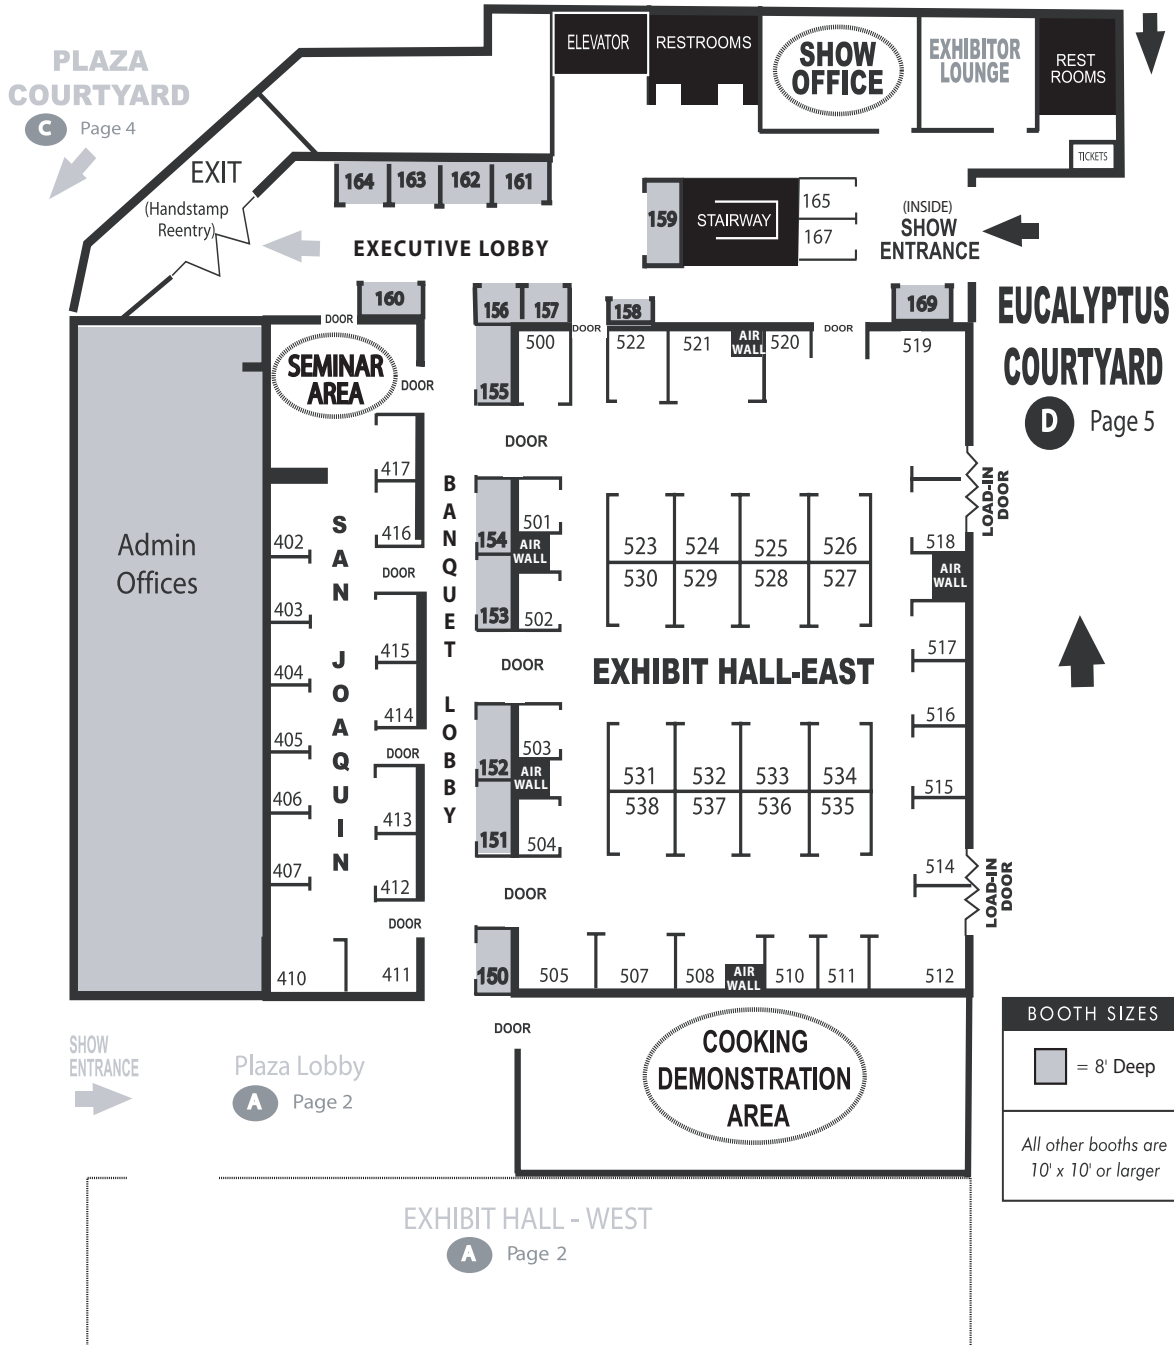 ELEVATOR
RESTROOMS
SHOW
OFFICE
EXHIBITOR
LOUNGE
REST
ROOMS
PLAZA
COURTYARD
C Page 4
TICKETS
EXIT
(Handstamp
Reentry)
164 163 162 161
159
STAIRWAY
165
167
(INSIDE)
SHOW
ENTRANCE
EXECUTIVE LOBBY
160
156 157
158
169
EUCALYPTUS
COURTYARD
D Page 5
DOOR
DOOR
DOOR
500
522
521
AIR
WALL
520
519
SEMINAR
AREA
DOOR
155
DOOR
417
416
DOOR
415
414
DOOR
413
412
DOOR
411
410
402
403
404
405
406
407
SAN JOAQUIN
BANQUET LOBBY
Admin
Offices
154
153
501
AIR
WALL
502
DOOR
152
151
503
AIR
WALL
504
DOOR
150
523 524 525 526
530 529 528 527
EXHIBIT HALL-EAST
531 532 533 534
538 537 536 535
LOAD-IN
DOOR
518
AIR
WALL
517
516
515
514
LOAD-IN
DOOR
505 507 508
AIR
WALL
510 511 512
DOOR
COOKING
DEMONSTRATION
AREA
SHOW
ENTRANCE
Plaza Lobby
A Page 2
BOOTH SIZES
= 8' Deep
All other booths are
10' x 10' or larger
EXHIBIT HALL - WEST
A Page 2